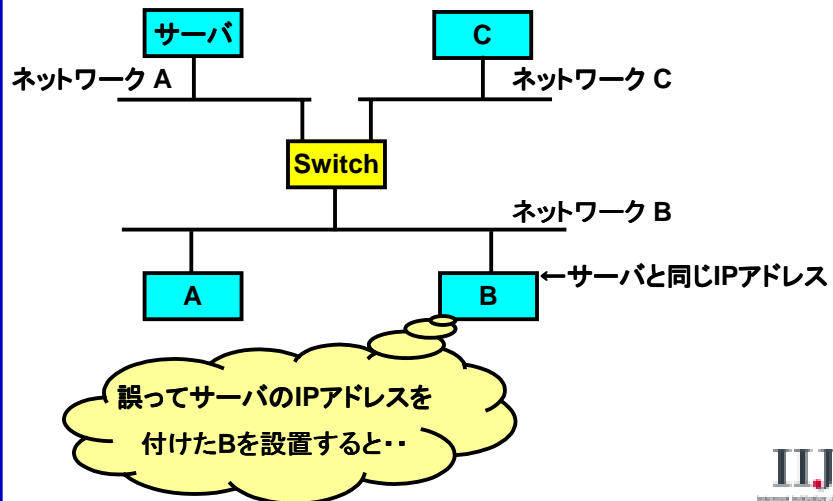 サーバ
C
ネットワーク A
ネットワーク C
Switch
ネットワーク B
A
B
←サーバと同じIPアドレス
誤ってサーバのIPアドレスを
付けたBを設置すると・・
IIJ